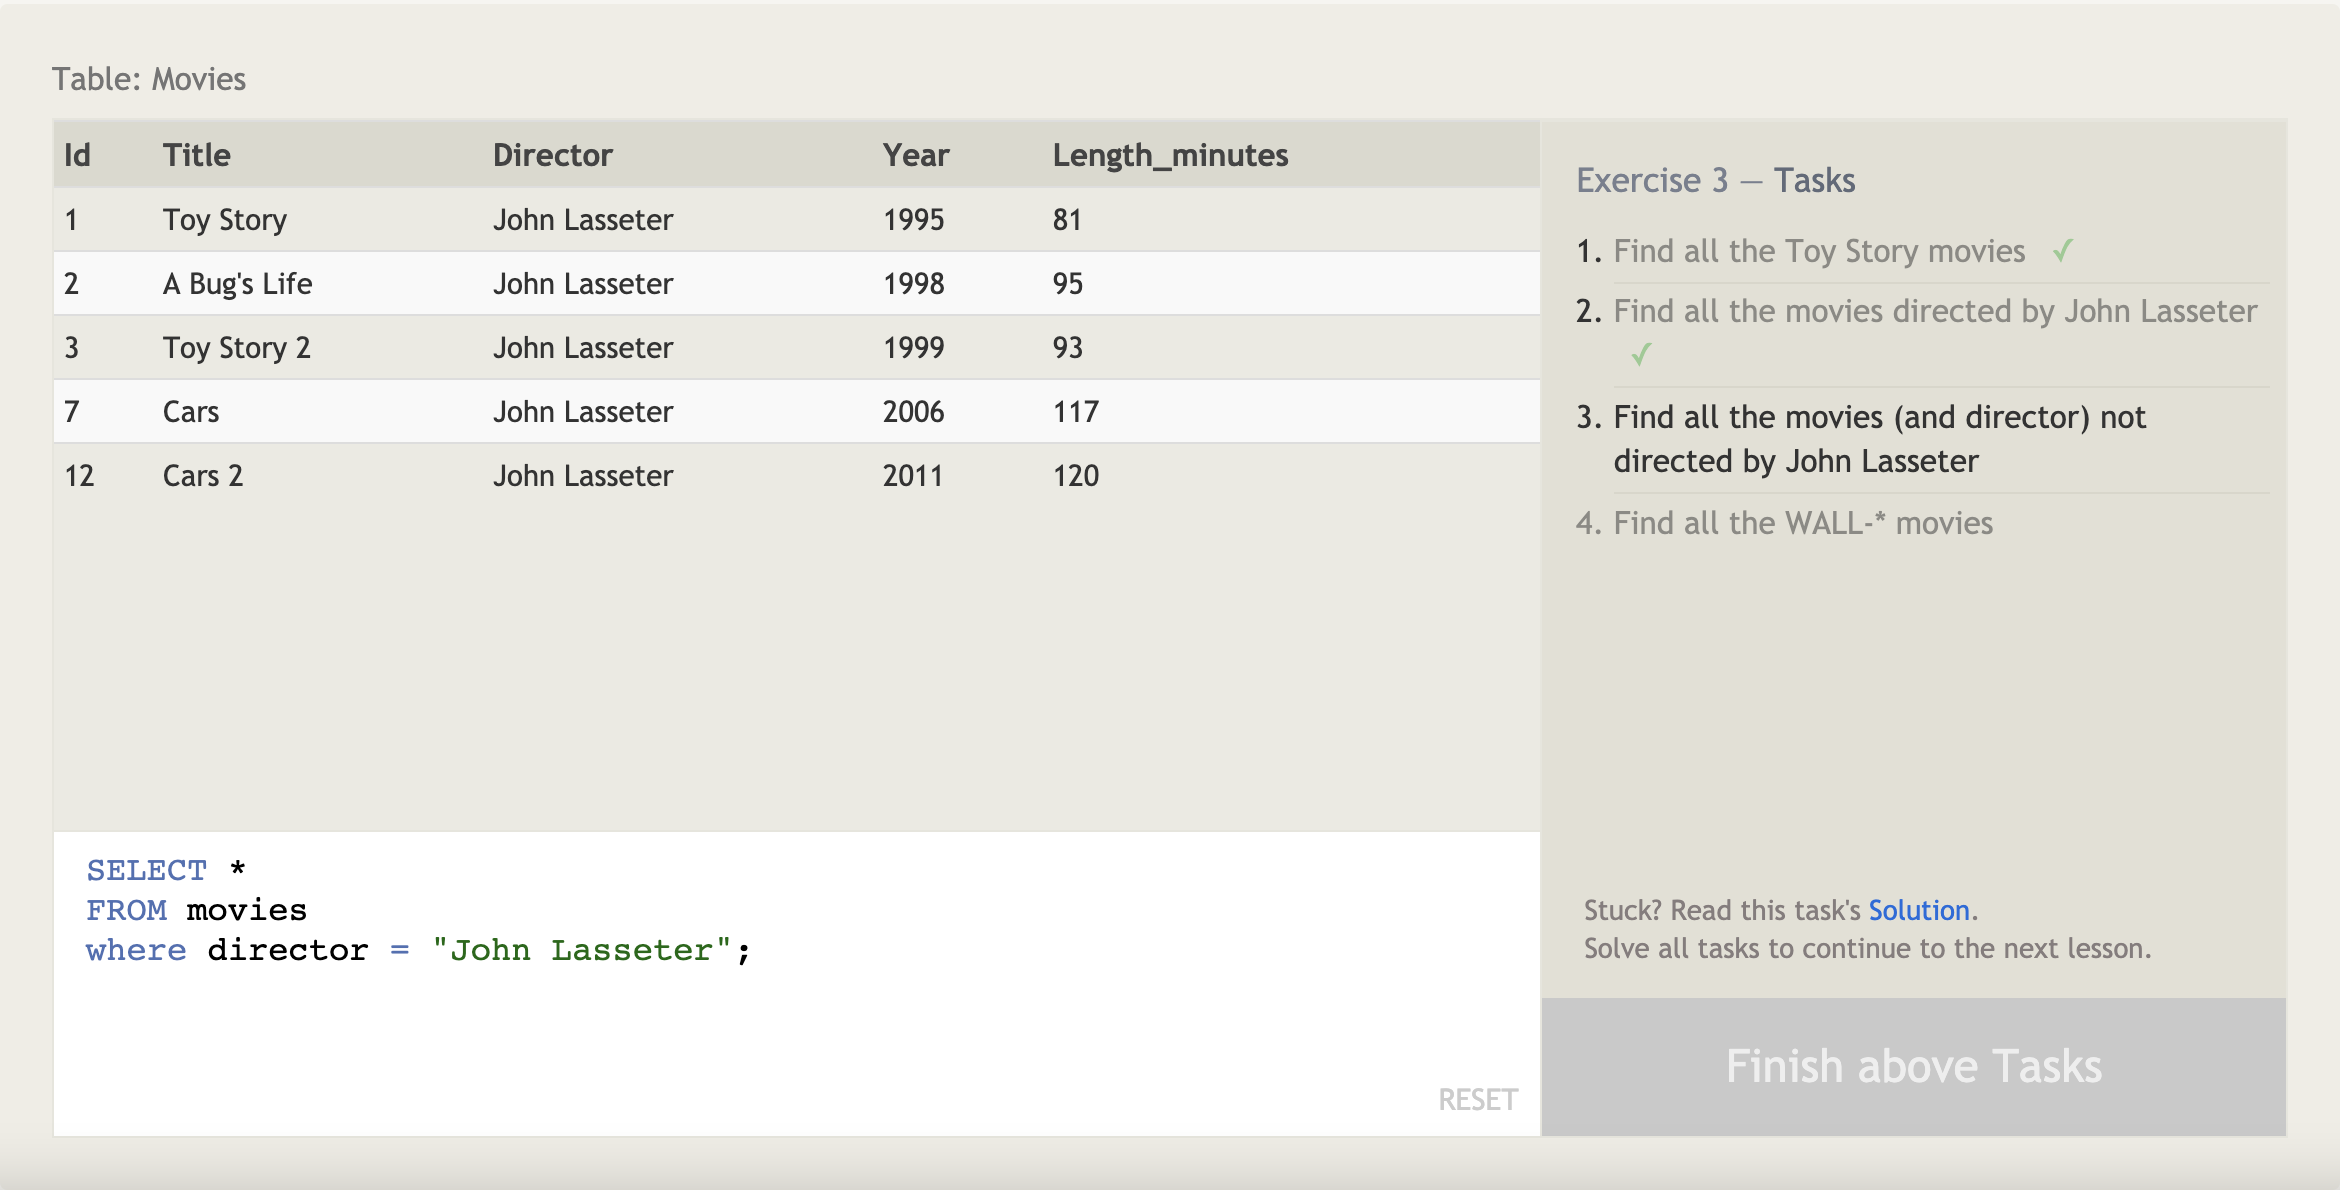 Table: Movies
Id Title Director Year Length_minutes
1 Toy Story John Lasseter 1995 81
2 A Bug's Life John Lasseter 1998 95
3 Toy Story 2 John Lasseter 1999 93
7 Cars John Lasseter 2006 117
12 Cars 2 John Lasseter 2011 120
SELECT *
FROM movies
where director = "John Lasseter";
RESET
Exercise 3 — Tasks
1. Find all the Toy Story movies ✓
2. Find all the movies directed by John Lasseter
✓
3. Find all the movies (and director) not
directed by John Lasseter
4. Find all the WALL-* movies
Stuck? Read this task's Solution.
Solve all tasks to continue to the next lesson.
Finish above Tasks